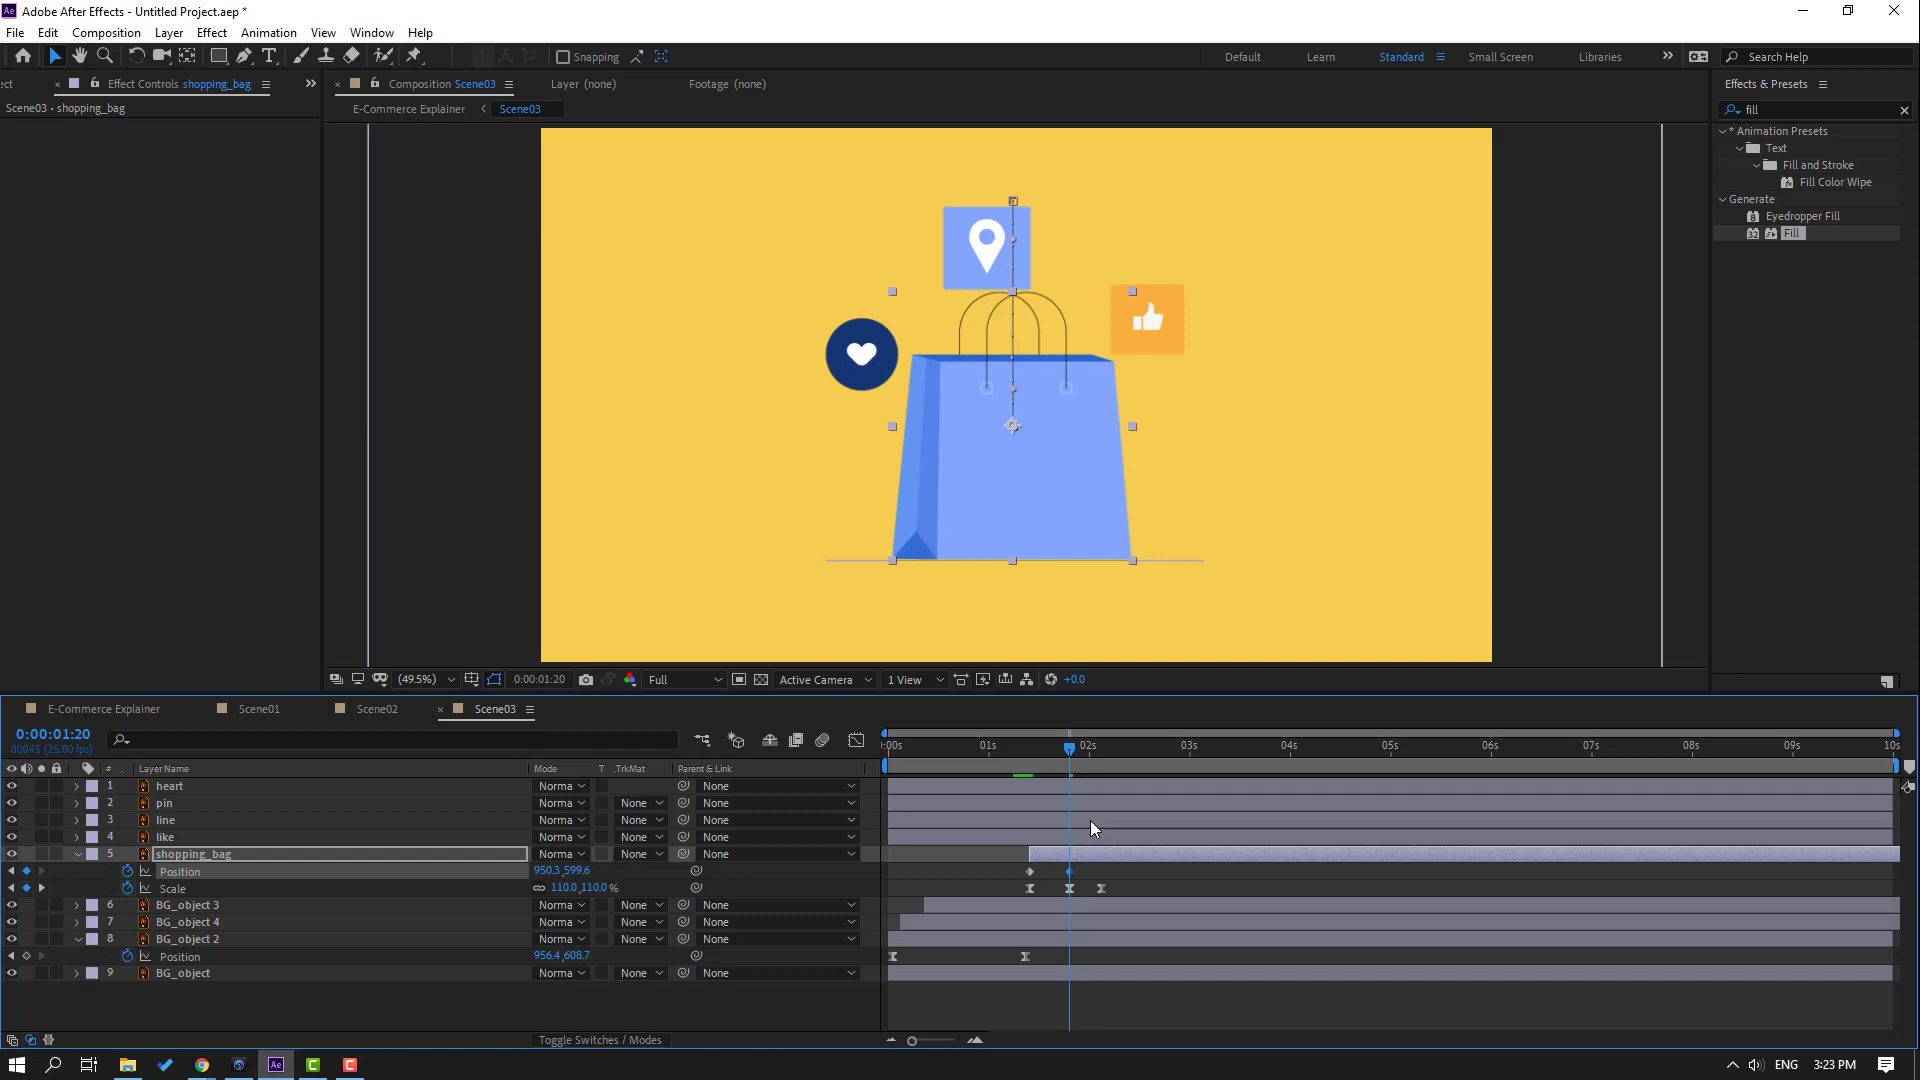 Adobe After Effects - Untitled Project.aep *
File Edit Composition Layer Effect Animation View Window Help
Snapping
Default Learn Standard Small Screen Libraries
Search Help
ect Effect Controls shopping_bag
Composition Scene03 Layer (none) Footage (none)
Effects & Presets
Scene03 • shopping_bag
E-Commerce Explainer Scene03
fill
* Animation Presets
Text
Fill and Stroke
Fill Color Wipe
Generate
Eyedropper Fill
Fill
(49.5%) 0:00:01:20 Full Active Camera 1 View +0.0
E-Commerce Explainer Scene01 Scene02 Scene03
0:00:01:20
00045 (25.00 fps)
:00s 01s 02s 03s 04s 05s 06s 07s 08s 09s 10s
# . Layer Name Mode T .TrkMat Parent & Link
1 heart Norma None
2 pin Norma None None
3 line Norma None None
4 like Norma None None
5 shopping_bag Norma None None
Position 950.3,599.6
Scale 110.0,110.0 %
6 BG_object 3 Norma None None
7 BG_object 4 Norma None None
8 BG_object 2 Norma None None
Position 956.4,608.7
9 BG_object Norma None None
Toggle Switches / Modes
Ae ENG 3:23 PM